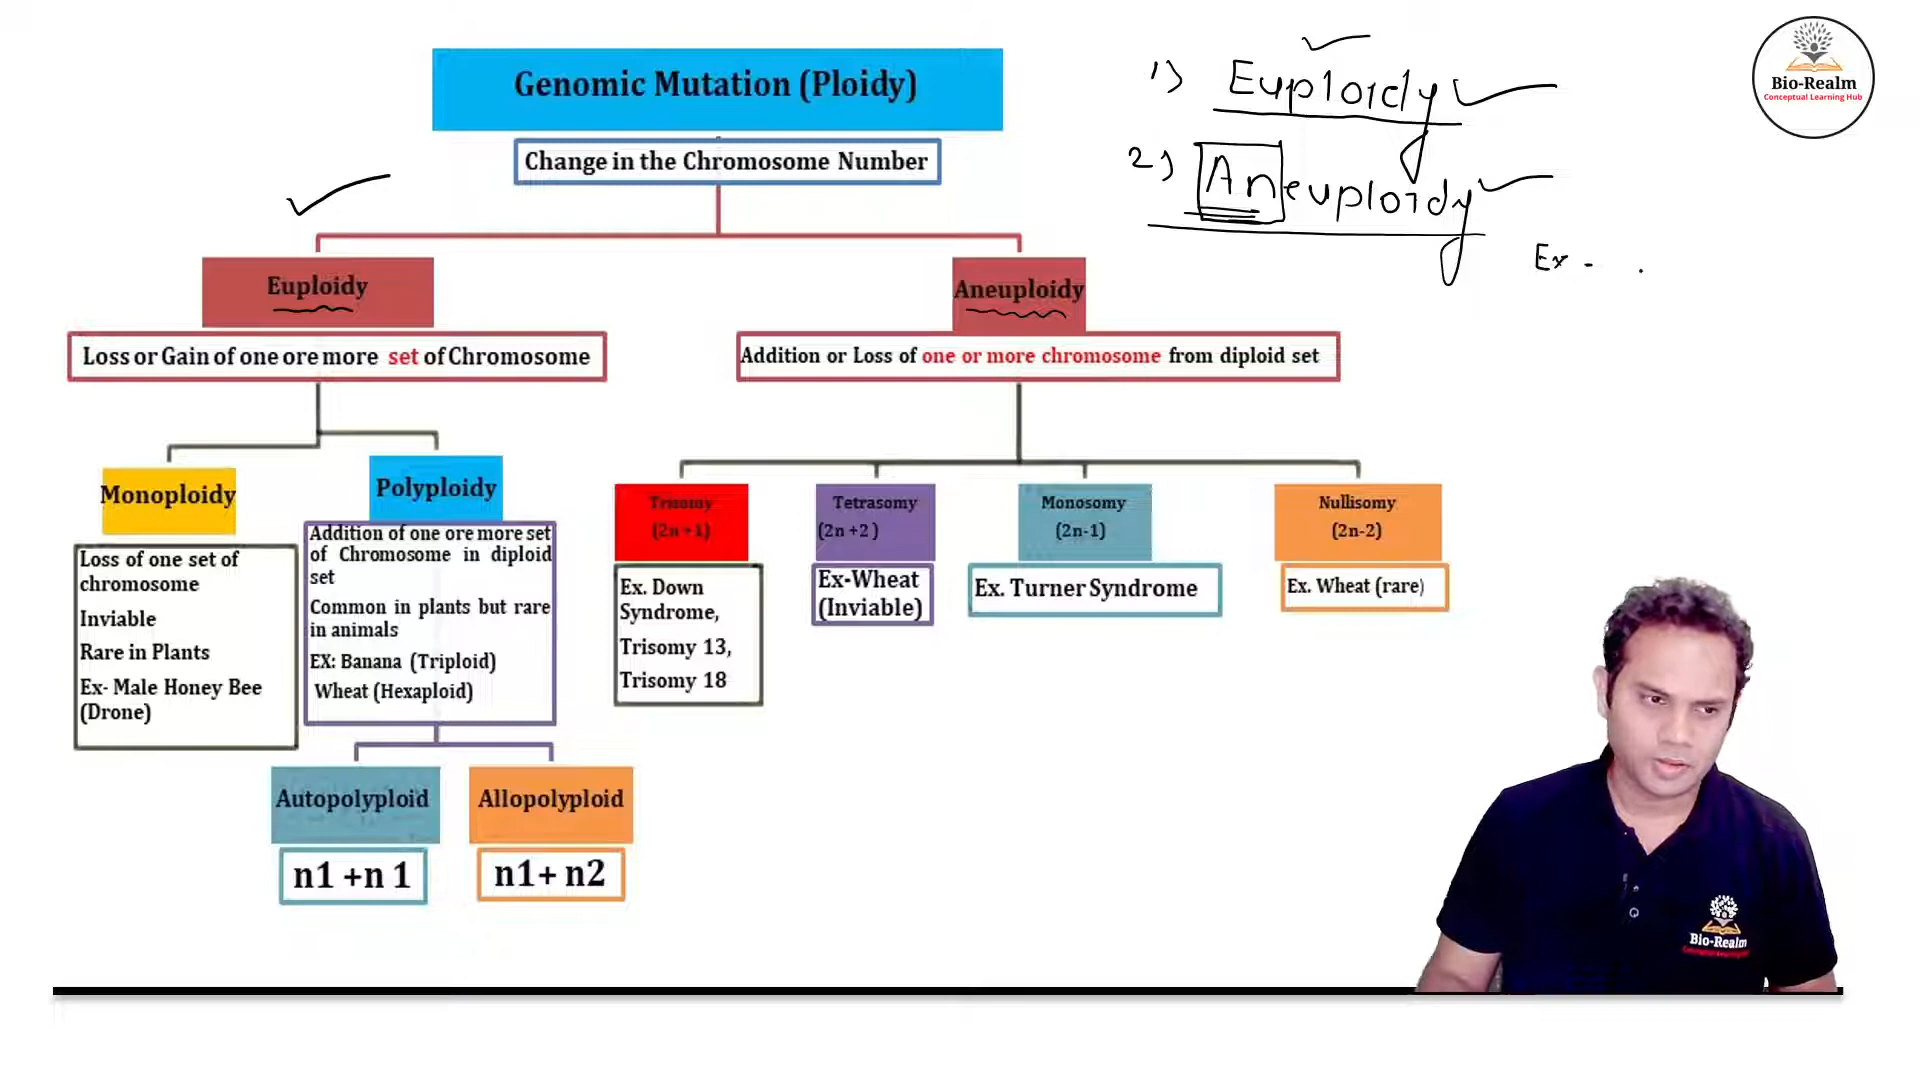 Genomic Mutation (Ploidy)
Change in the Chromosome Number
1) Euploidy
2) Aneuploidy
Ex - .
Bio-Realm
Conceptual Learning Hub
Euploidy
Loss or Gain of one ore more set of Chromosome
Aneuploidy
Addition or Loss of one or more chromosome from diploid set
Monoploidy
Loss of one set of
chromosome
Inviable
Rare in Plants
Ex- Male Honey Bee
(Drone)
Polyploidy
Addition of one ore more set
of Chromosome in diploid
set
Common in plants but rare
in animals
EX: Banana (Triploid)
Wheat (Hexaploid)
Autopolyploid
n1 +n 1
Allopolyploid
n1+ n2
Trisomy
(2n +1)
Ex. Down
Syndrome,
Trisomy 13,
Trisomy 18
Tetrasomy
(2n +2 )
Ex-Wheat
(Inviable)
Monosomy
(2n-1)
Ex. Turner Syndrome
Nullisomy
(2n-2)
Ex. Wheat (rare)
Bio-Realm